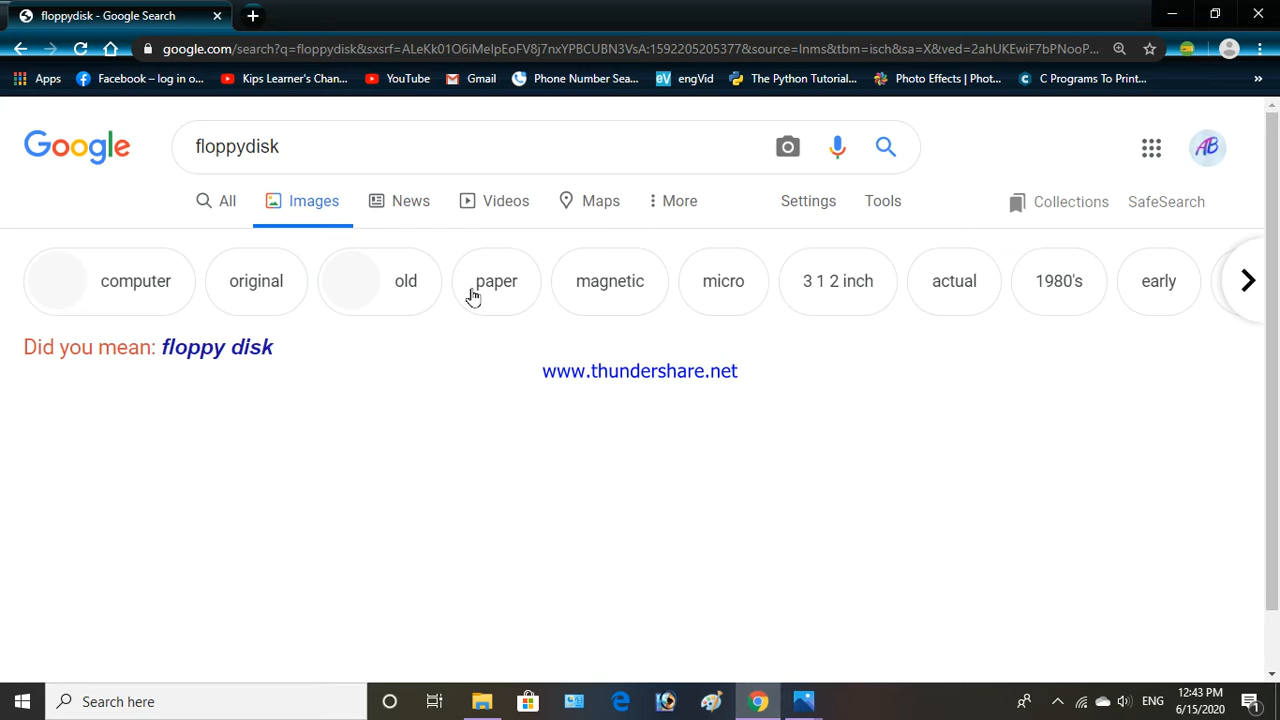 floppydisk - Google Search
google.com/search?q=floppydisk&sxsrf=ALeKk01O6iMeIpEoFV8j7nxYPBCUBN3VsA:1592205205377&source=lnms&tbm=isch&sa=X&ved=2ahUKEwiF7bPNooP...
Apps Facebook – log in o... Kips Learner's Chan... YouTube Gmail Phone Number Sea... engVid The Python Tutorial... Photo Effects | Phot... C Programs To Print... »
Google floppydisk AB
All Images News Videos Maps More Settings Tools Collections SafeSearch
computer original old paper magnetic micro 3 1 2 inch actual 1980's early
Did you mean: floppy disk
www.thundershare.net
Search here ENG 12:43 PM
6/15/2020